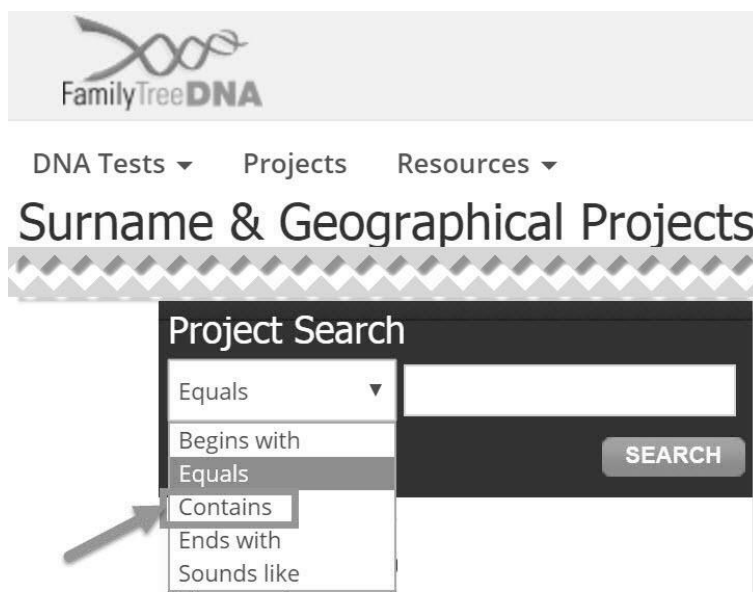 FamilyTreeDNA
DNA Tests ▼ Projects Resources ▼
Surname & Geographical Projects
Project Search
Equals ▼
Begins with
Equals
Contains
Ends with
Sounds like
SEARCH